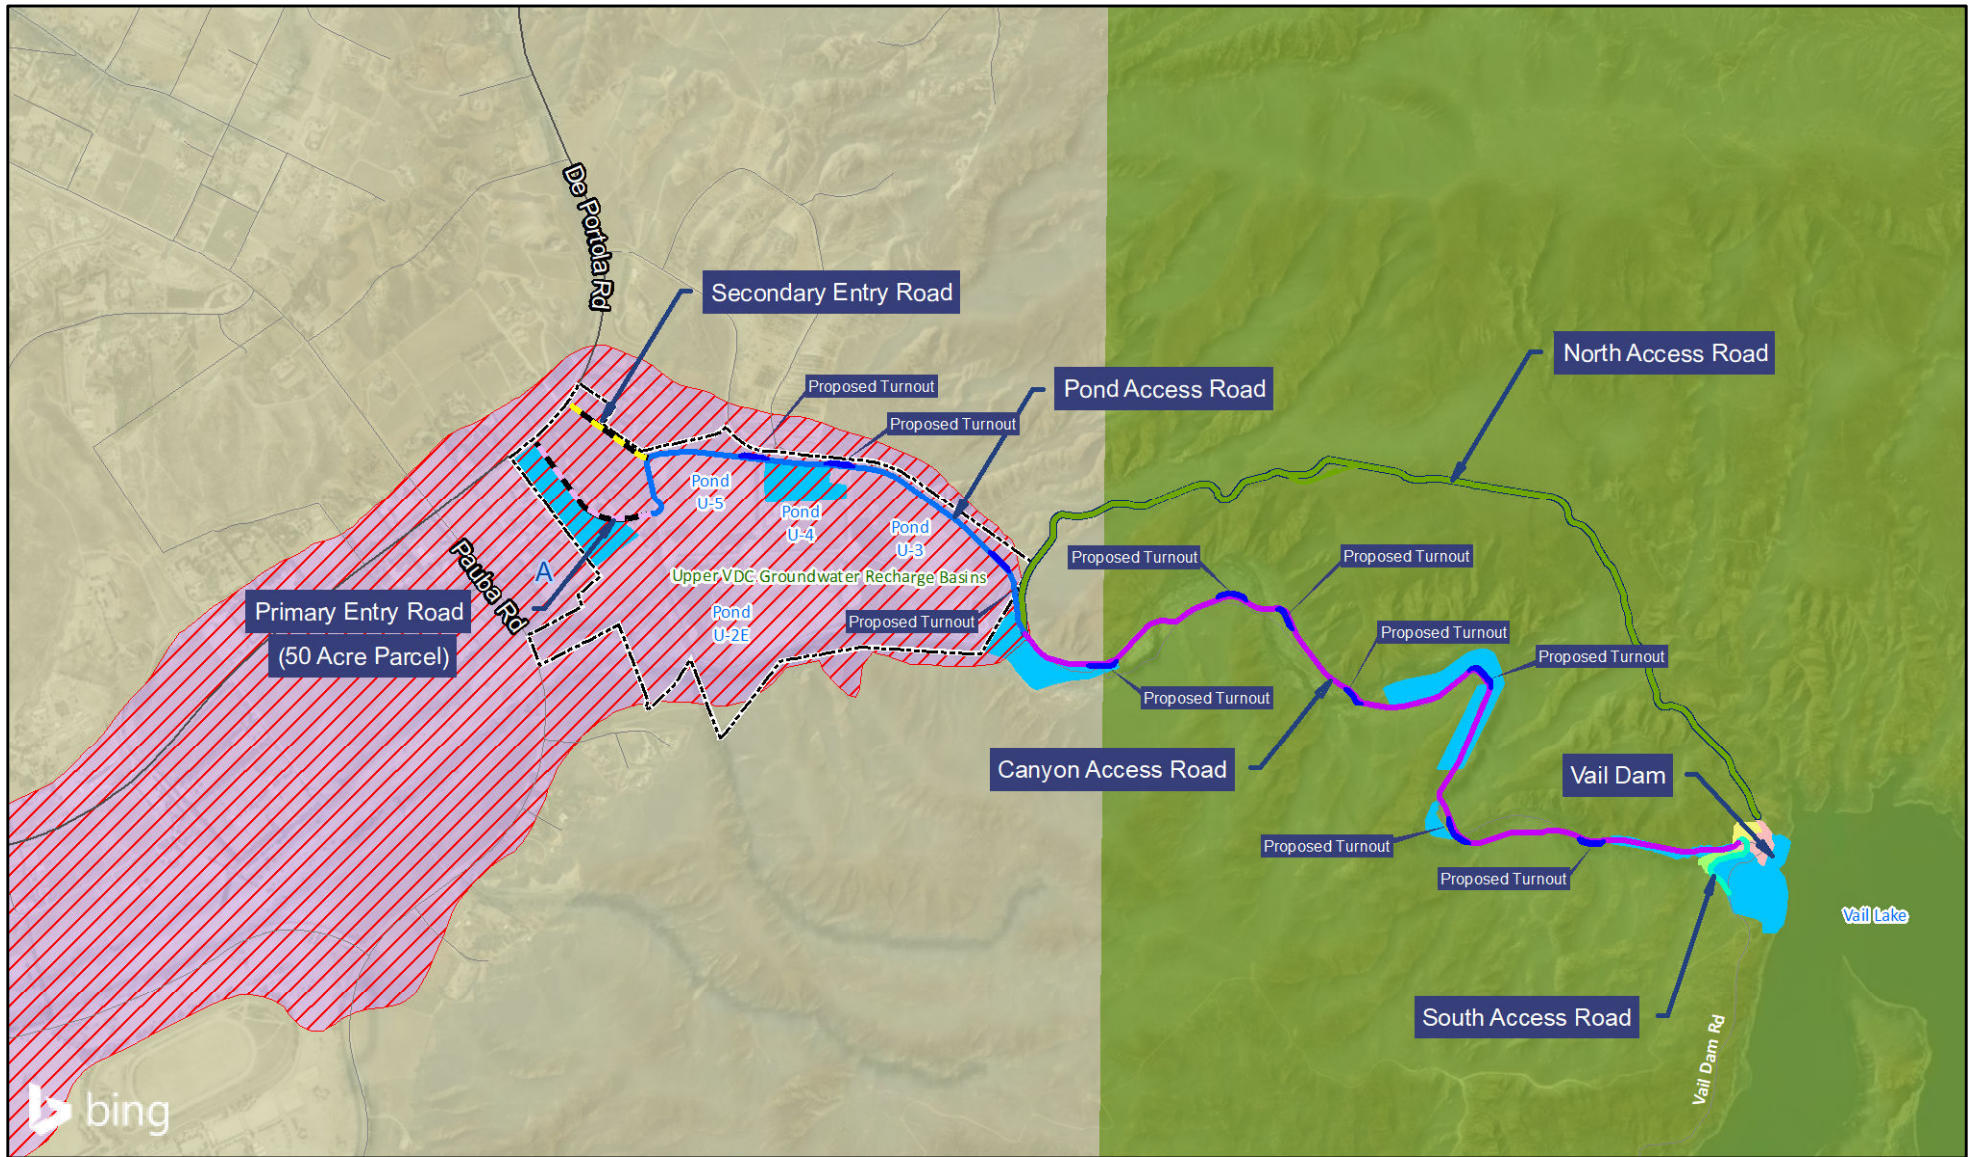 De Portola Rd
Secondary Entry Road
North Access Road
Proposed Turnout
Pond Access Road
Proposed Turnout
Pond
U-5
Pond
U-4
Pond
U-3
Proposed Turnout
Proposed Turnout
Pauba Rd
A
Upper VDC Groundwater Recharge Basins
Primary Entry Road
(50 Acre Parcel)
Pond
U-2E
Proposed Turnout
Proposed Turnout
Proposed Turnout
Proposed Turnout
Canyon Access Road
Vail Dam
Proposed Turnout
Proposed Turnout
Vail Lake
South Access Road
Vail Dam Rd
bing